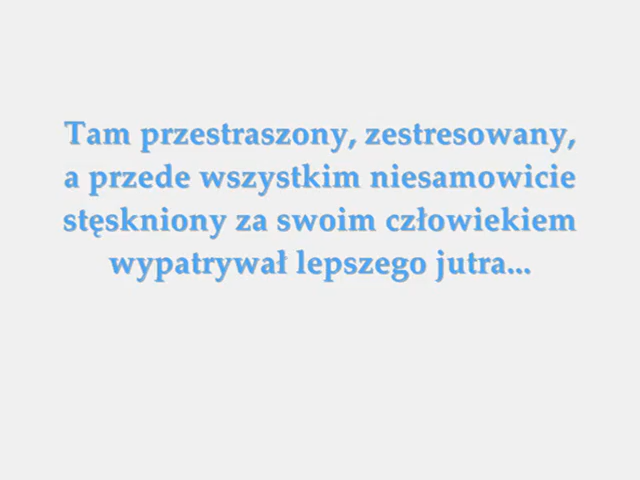 Tam przestraszony, zestresowany,
a przede wszystkim niesamowicie
stęskniony za swoim człowiekiem
wypatrywał lepszego jutra...